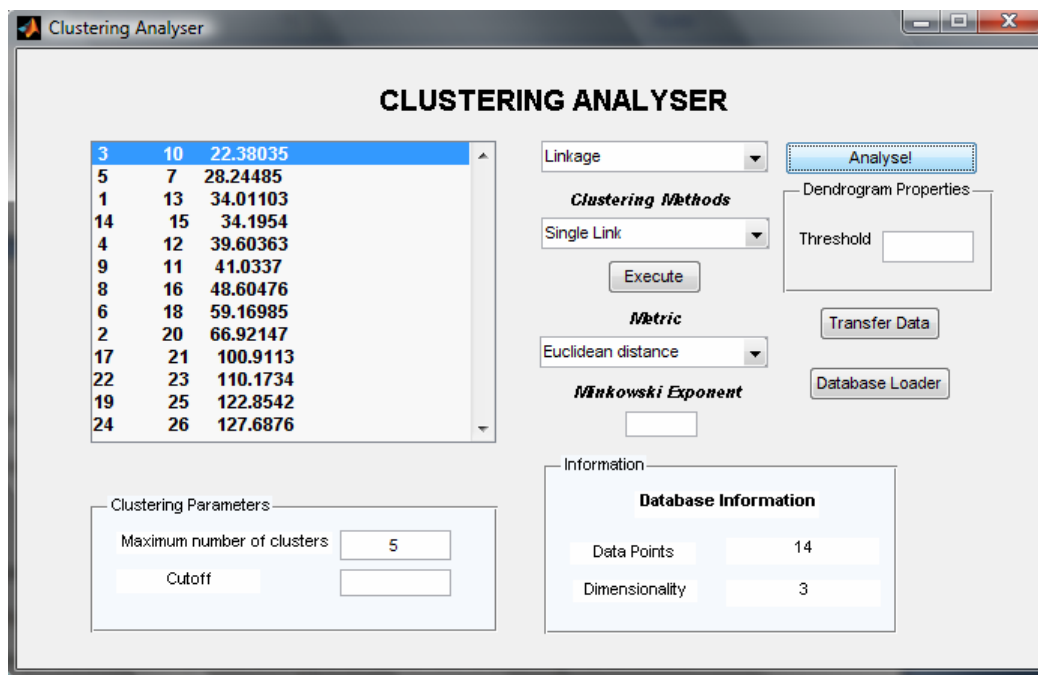 Clustering Analyser
CLUSTERING ANALYSER
3 10 22.38035
5 7 28.24485
1 13 34.01103
14 15 34.1954
4 12 39.60363
9 11 41.0337
8 16 48.60476
6 18 59.16985
2 20 66.92147
17 21 100.9113
22 23 110.1734
19 25 122.8542
24 26 127.6876
Linkage
Clustering Methods
Single Link
Execute
Metric
Euclidean distance
Minkowski Exponent
Analyse!
Dendrogram Properties
Threshold
Transfer Data
Database Loader
Clustering Parameters
Maximum number of clusters 5
Cutoff
Information
Database Information
Data Points 14
Dimensionality 3